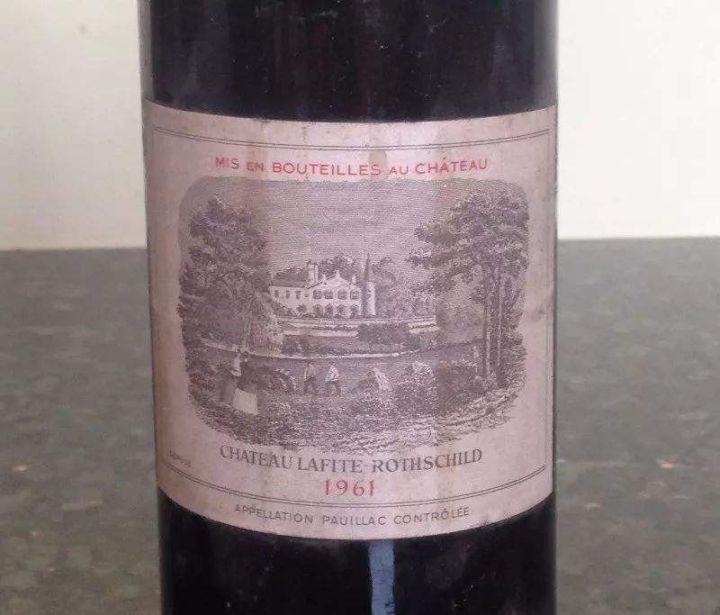 MIS EN BOUTEILLES AU CHÂTEAU
CHATEAU LAFITE-ROTHSCHILD
1961
APPELLATION PAUILLAC CONTRÔLÉE